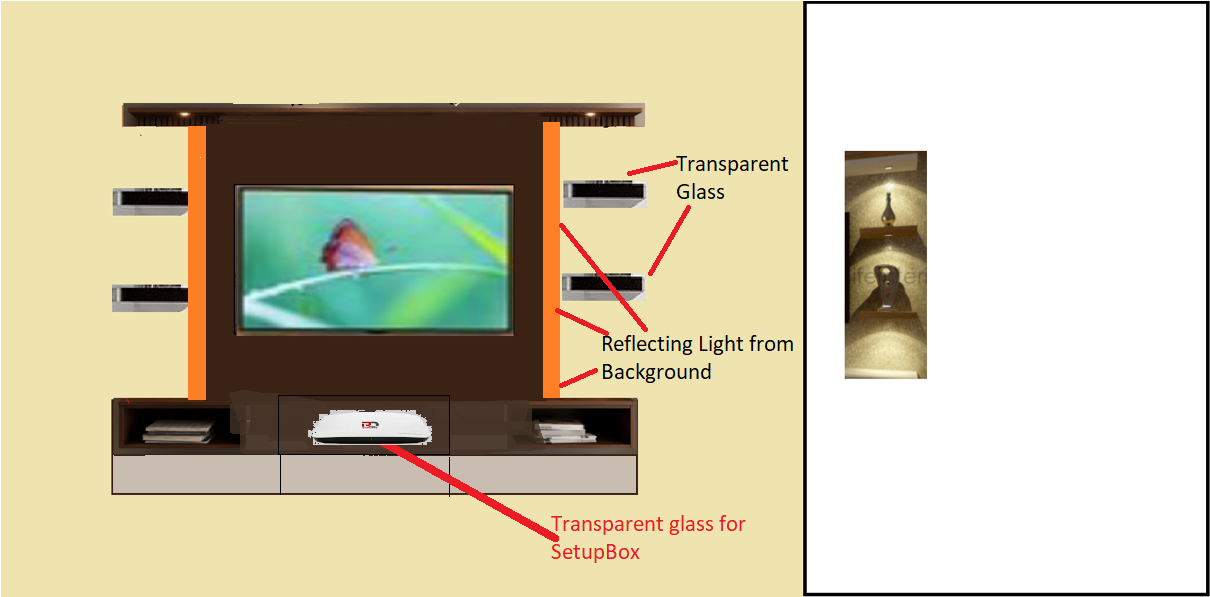 Transparent
Glass
Reflecting Light from
Background
Transparent glass for
SetupBox